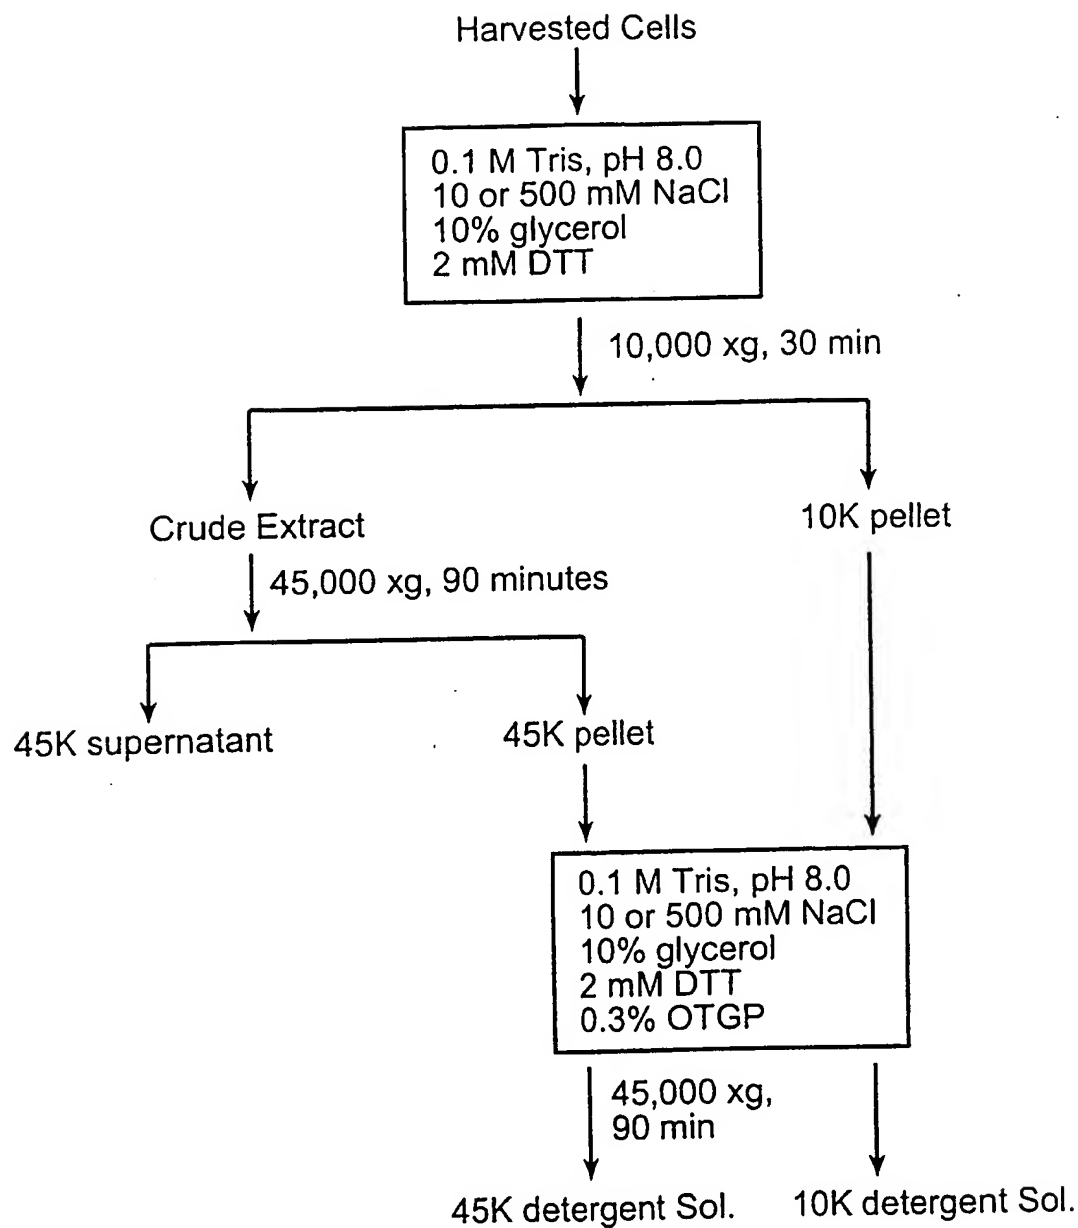 Harvested Cells
0.1 M Tris, pH 8.0
10 or 500 mM NaCl
10% glycerol
2 mM DTT
10,000 xg, 30 min
Crude Extract
10K pellet
45,000 xg, 90 minutes
45K supernatant
45K pellet
0.1 M Tris, pH 8.0
10 or 500 mM NaCl
10% glycerol
2 mM DTT
0.3% OTGP
45,000 xg,
90 min
45K detergent Sol.
10K detergent Sol.